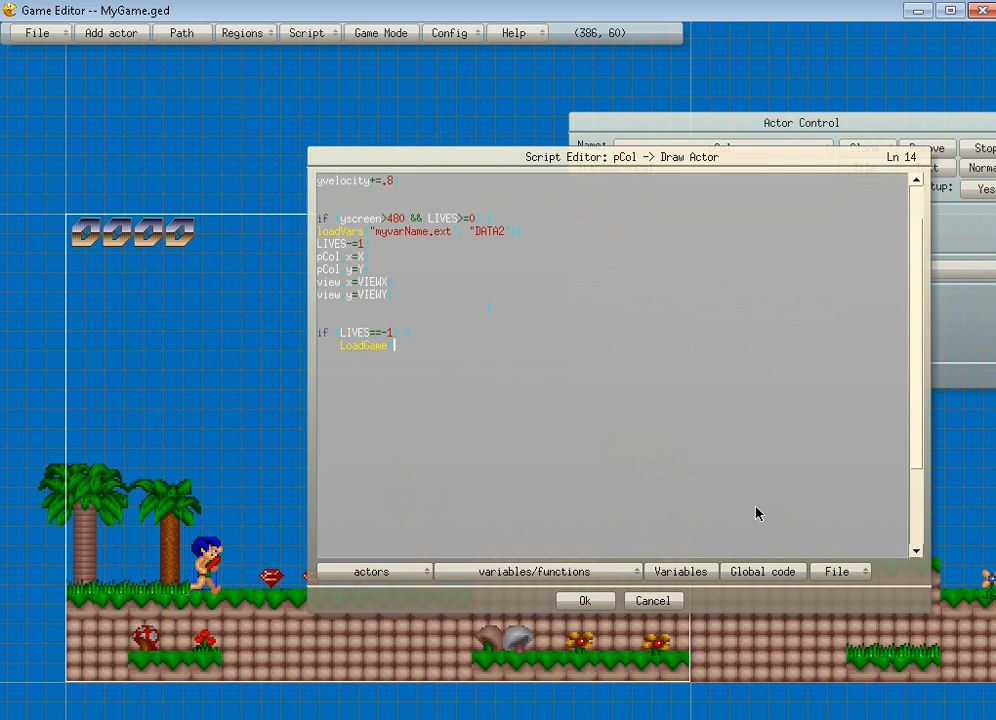 Game Editor -- MyGame.ged
File Add actor Path Regions Script Game Mode Config Help (386, 60)
Actor Control
Script Editor: pCol -> Draw Actor Ln 14
Yes
yvelocity+=.8;
if (yscreen>480 && LIVES>=0) {
loadVars("myvarName.ext", "DATA2");
LIVES-=1;
pCol.x=X;
pCol.y=Y;
view.x=VIEWX;
view.y=VIEWY;
}
if (LIVES==-1) {
LoadGame(
actors variables/functions Variables Global code File
Ok Cancel